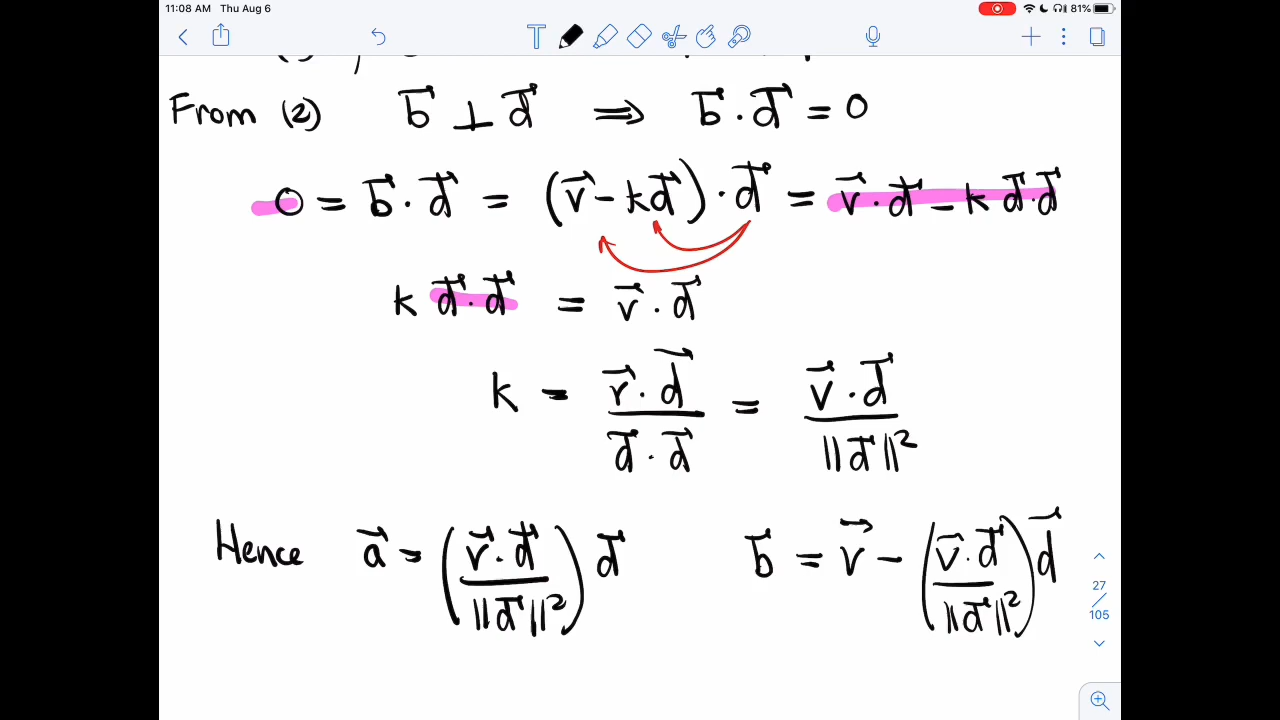 11:08 AM Thu Aug 6 81%
From (2) b⃗ ⊥ d⃗ ⟹ b⃗ · d⃗ = 0
0 = b⃗ · d⃗ = (v⃗ − kd⃗) · d⃗ = v⃗ · d⃗ − k d⃗ · d⃗
k d⃗ · d⃗ = v⃗ · d⃗
k = (v⃗ · d⃗)/(d⃗ · d⃗) = (v⃗ · d⃗)/||d⃗||²
Hence a⃗ = ((v⃗ · d⃗)/||d⃗||²) d⃗ b⃗ = v⃗ − ((v⃗ · d⃗)/||d⃗||²) d⃗
27
/
105